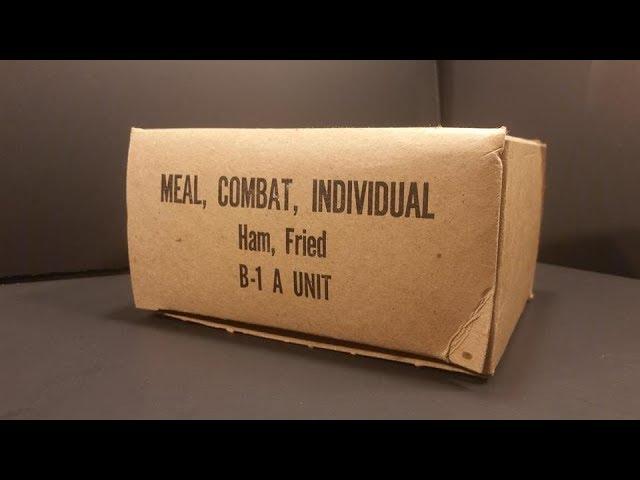 MEAL, COMBAT, INDIVIDUAL
Ham, Fried
B-1 A UNIT